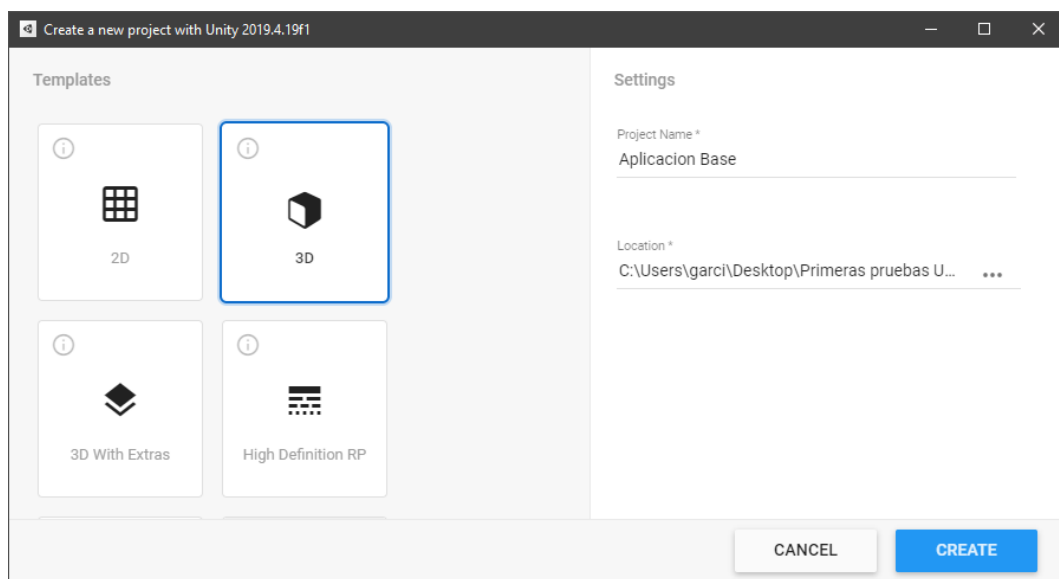 Create a new project with Unity 2019.4.19f1
Templates
2D
3D
3D With Extras
High Definition RP
Settings
Project Name *
Aplicacion Base
Location *
C:\Users\garci\Desktop\Primeras pruebas U... ...
CANCEL
CREATE